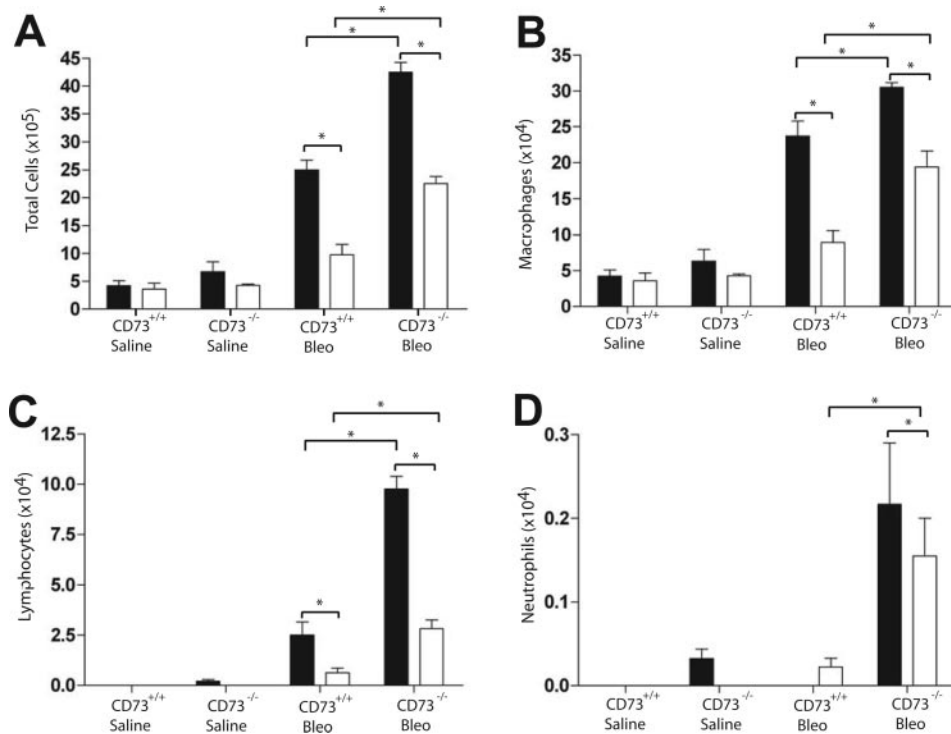 A
Total Cells (x10⁵)
45
40
35
30
25
20
15
10
5
0
*
*
*
*
CD73⁺/⁺ Saline
CD73⁻/⁻ Saline
CD73⁺/⁺ Bleo
CD73⁻/⁻ Bleo
B
Macrophages (x10⁴)
35
30
25
20
15
10
5
0
*
*
*
*
CD73⁺/⁺ Saline
CD73⁻/⁻ Saline
CD73⁺/⁺ Bleo
CD73⁻/⁻ Bleo
C
Lymphocytes (x10⁴)
12.5
10.0
7.5
5.0
2.5
0.0
*
*
*
*
CD73⁺/⁺ Saline
CD73⁻/⁻ Saline
CD73⁺/⁺ Bleo
CD73⁻/⁻ Bleo
D
Neutrophils (x10⁴)
0.3
0.2
0.1
0.0
*
*
CD73⁺/⁺ Saline
CD73⁻/⁻ Saline
CD73⁺/⁺ Bleo
CD73⁻/⁻ Bleo